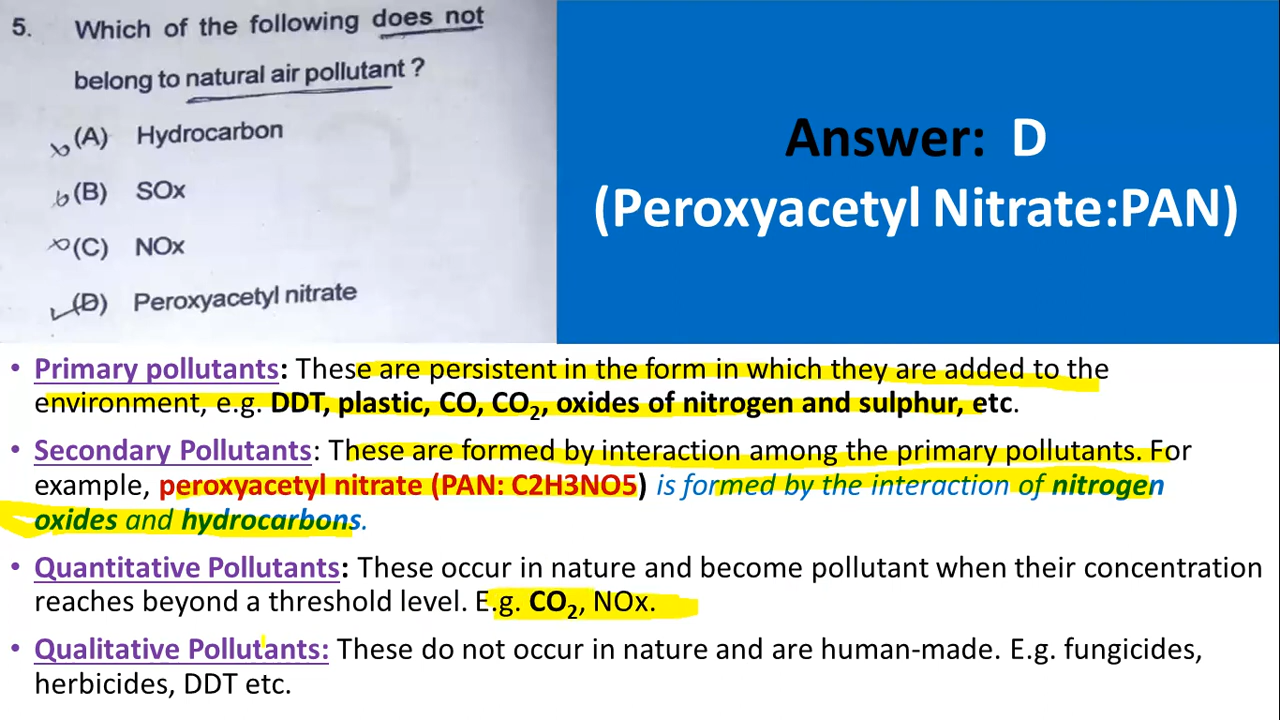 5. Which of the following does not
belong to natural air pollutant ?
(A) Hydrocarbon
(B) SOx
(C) NOx
(D) Peroxyacetyl nitrate
Answer: D
(Peroxyacetyl Nitrate:PAN)
• Primary pollutants: These are persistent in the form in which they are added to the
environment, e.g. DDT, plastic, CO, CO₂, oxides of nitrogen and sulphur, etc.
• Secondary Pollutants: These are formed by interaction among the primary pollutants. For
example, peroxyacetyl nitrate (PAN: C2H3NO5) is formed by the interaction of nitrogen
oxides and hydrocarbons.
• Quantitative Pollutants: These occur in nature and become pollutant when their concentration
reaches beyond a threshold level. E.g. CO₂, NOx.
• Qualitative Pollutants: These do not occur in nature and are human-made. E.g. fungicides,
herbicides, DDT etc.